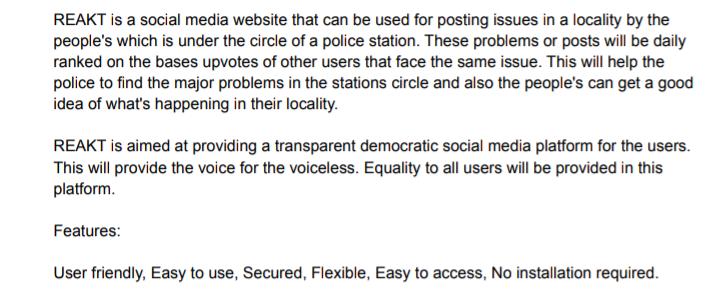 REAKT is a social media website that can be used for posting issues in a locality by the
people's which is under the circle of a police station. These problems or posts will be daily
ranked on the bases upvotes of other users that face the same issue. This will help the
police to find the major problems in the stations circle and also the people's can get a good
idea of what's happening in their locality.
REAKT is aimed at providing a transparent democratic social media platform for the users.
This will provide the voice for the voiceless. Equality to all users will be provided in this
platform.
Features:
User friendly, Easy to use, Secured, Flexible, Easy to access, No installation required.